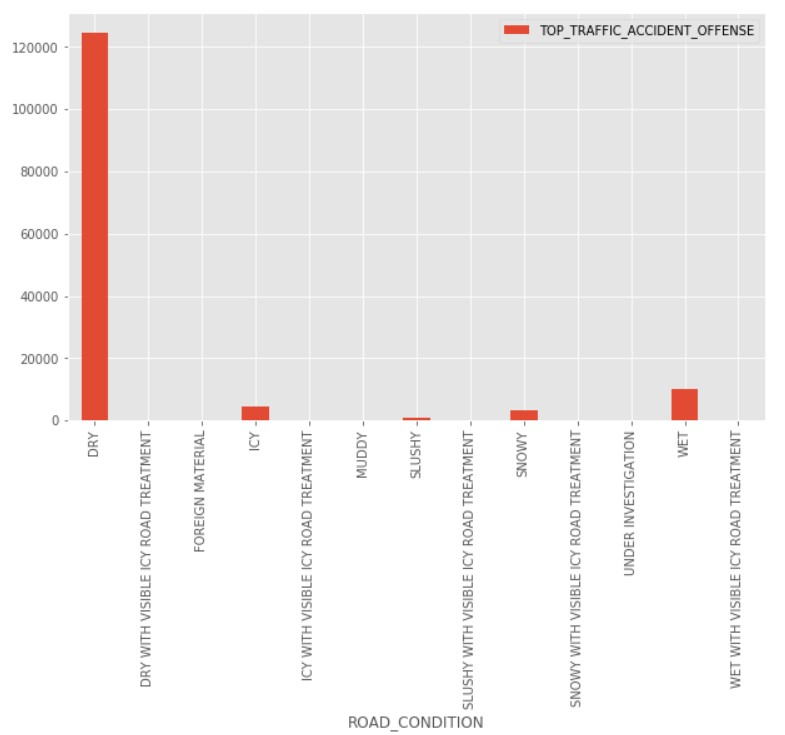 TOP_TRAFFIC_ACCIDENT_OFFENSE
120000
100000
80000
60000
40000
20000
0
DRY
DRY WITH VISIBLE ICY ROAD TREATMENT
FOREIGN MATERIAL
ICY
ICY WITH VISIBLE ICY ROAD TREATMENT
MUDDY
SLUSHY
SLUSHY WITH VISIBLE ICY ROAD TREATMENT
SNOWY
SNOWY WITH VISIBLE ICY ROAD TREATMENT
UNDER INVESTIGATION
WET
WET WITH VISIBLE ICY ROAD TREATMENT
ROAD_CONDITION